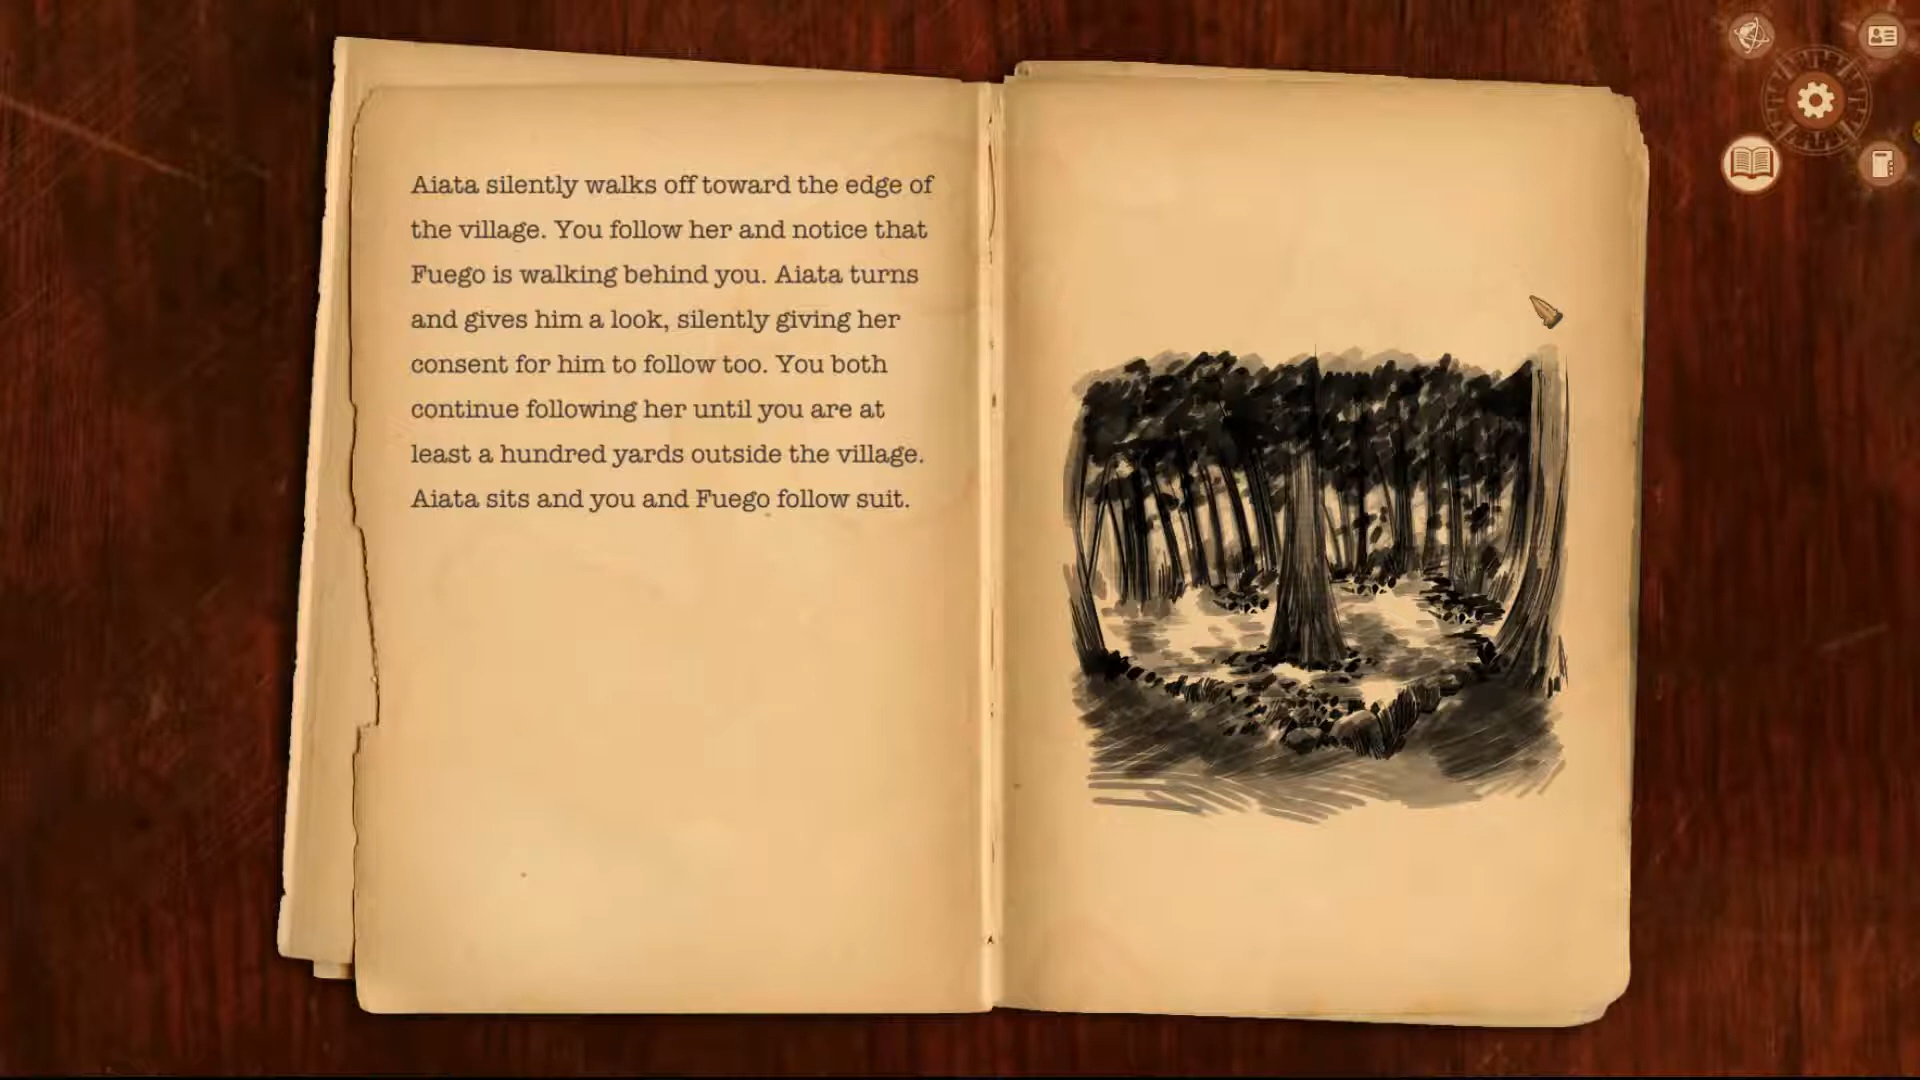 Aiata silently walks off toward the edge of
the village. You follow her and notice that
Fuego is walking behind you. Aiata turns
and gives him a look, silently giving her
consent for him to follow too. You both
continue following her until you are at
least a hundred yards outside the village.
Aiata sits and you and Fuego follow suit.